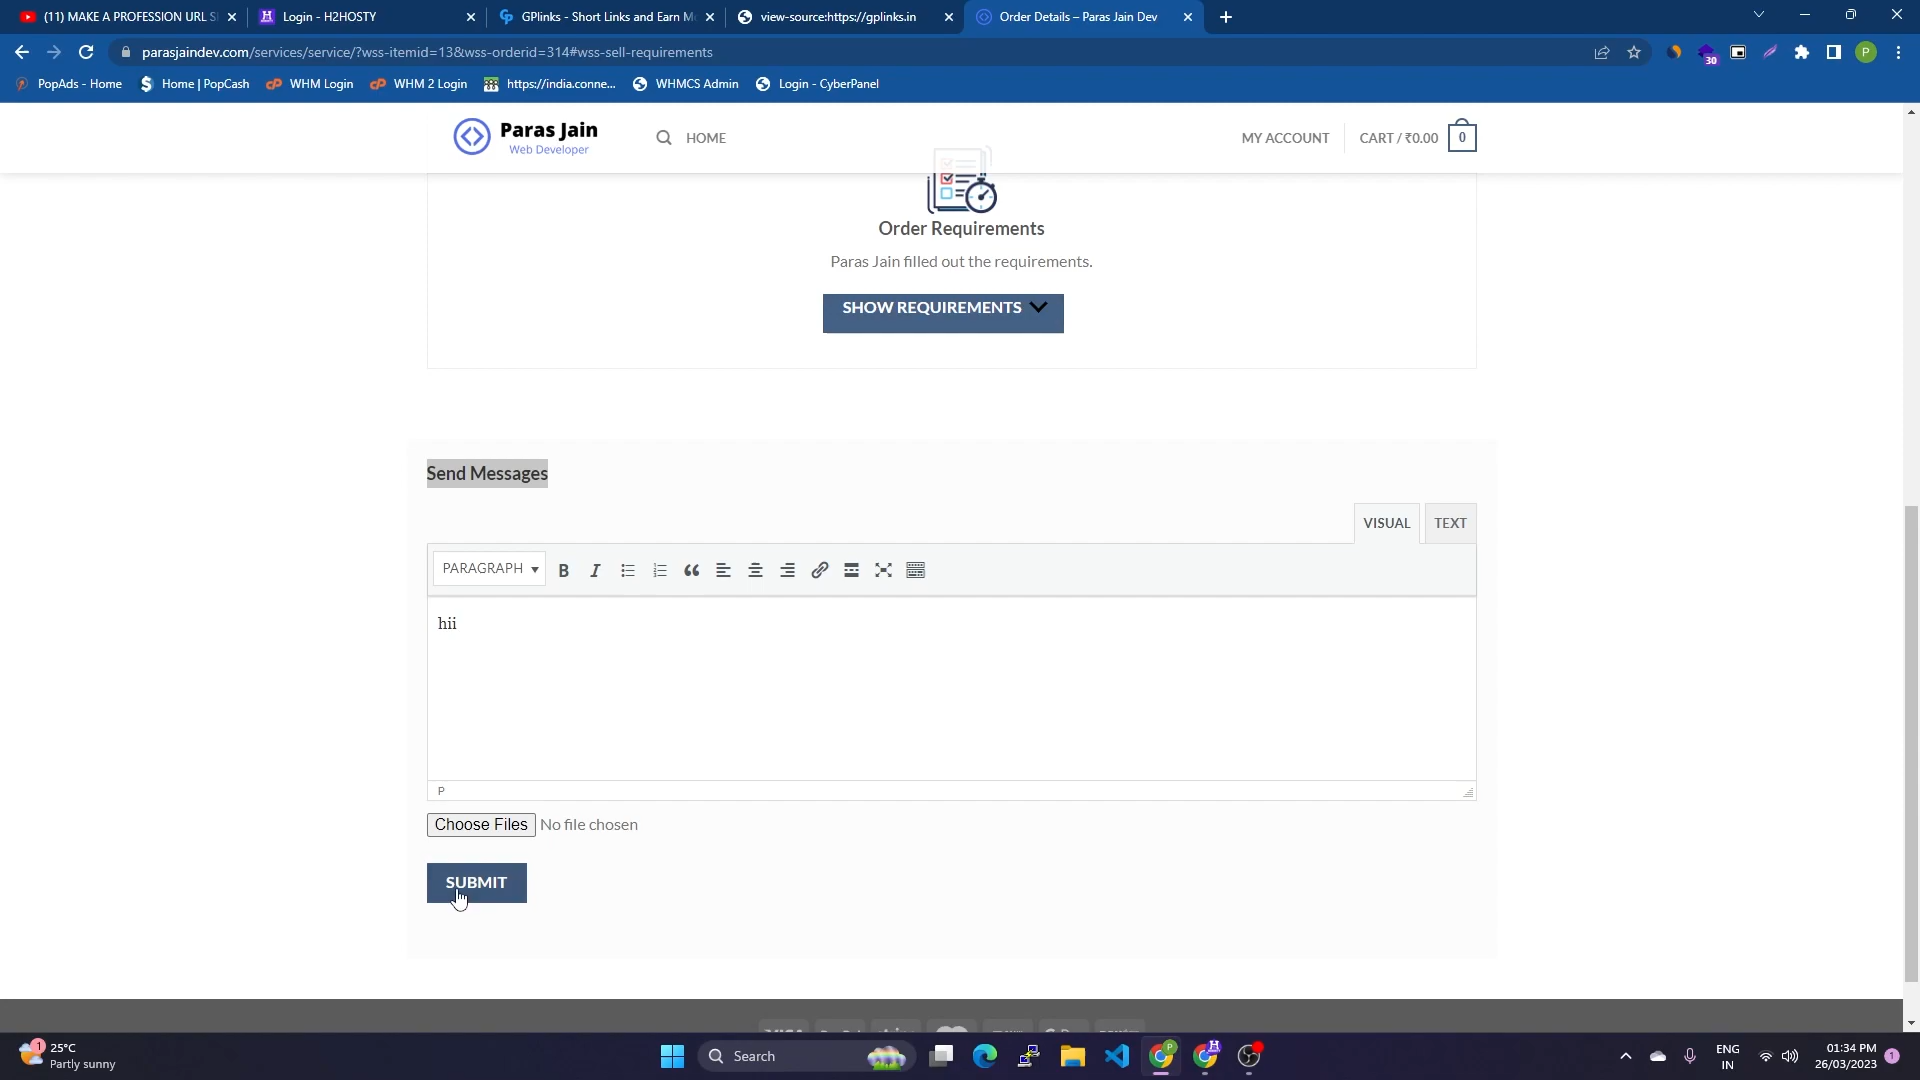 (11) MAKE A PROFESSION URL S
Login - H2HOSTY
GPlinks - Short Links and Earn M
view-source:https://gplinks.in
Order Details – Paras Jain Dev
parasjaindev.com/services/service/?wss-itemid=13&wss-orderid=314#wss-sell-requirements
30
P
PopAds - Home
Home | PopCash
WHM Login
WHM 2 Login
https://india.conne...
WHMCS Admin
Login - CyberPanel
Paras Jain
Web Developer
HOME
MY ACCOUNT
CART / ₹0.00
0
Order Requirements
Paras Jain filled out the requirements.
SHOW REQUIREMENTS
Send Messages
VISUAL
TEXT
PARAGRAPH
B
I
hii
P
Choose Files No file chosen
SUBMIT
1
25°C
Partly sunny
Search
P
H
ENG
IN
01:34 PM
26/03/2023
1